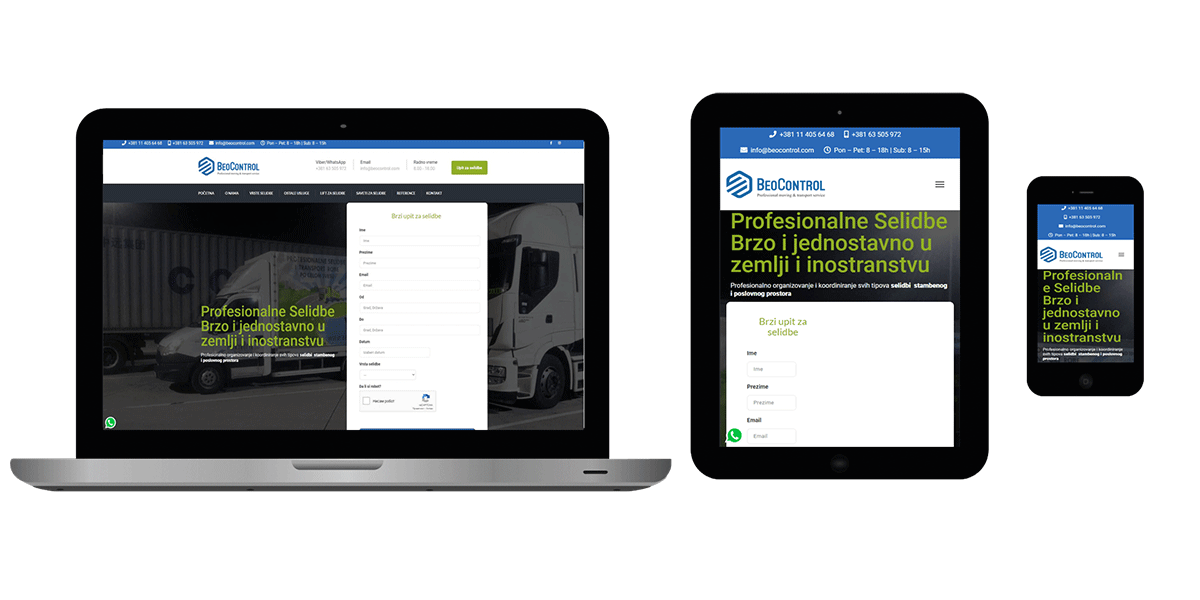 +381 11 405 64 68 +381 63 505 972 info@beocontrol.com Pon – Pet: 8 – 18h | Sub: 8 – 15h
BEOCONTROL
Professional moving & transport service
Viber/WhatsApp
+381 63 505 972
Email
info@beocontrol.com
Radno vreme
8.00 - 18.00
Upit za selidbe
POČETNA O NAMA VRSTE SELIDBE OSTALE USLUGE LIFT ZA SELIDBE SAVETI ZA SELIDBE REFERENCE KONTAKT
Profesionalne Selidbe
Brzo i jednostavno u
zemlji i inostranstvu
Profesionalno organizovanje i koordiniranje svih tipova selidbi stambenog
i poslovnog prostora
Brzi upit za selidbe
Ime
Ime
Prezime
Prezime
Email
Email
Od
Grad, Država
Do
Grad, Država
Datum
Izaberi datum
Vrsta selidbe
Da li si robot?
+381 11 405 64 68 +381 63 505 972
info@beocontrol.com Pon – Pet: 8 – 18h | Sub: 8 – 15h
BEOCONTROL
Professional moving & transport service
Profesionalne Selidbe
Brzo i jednostavno u
zemlji i inostranstvu
Profesionalno organizovanje i koordiniranje svih tipova selidbi stambenog
i poslovnog prostora
Brzi upit za
selidbe
Ime
Ime
Prezime
Prezime
Email
Email
+381 11 405 64 68
+381 63 505 972
info@beocontrol.com
Pon – Pet: 8 – 18h | Sub: 8 – 15h
BEOCONTROL
Professional moving & transport service
Profesionaln
e Selidbe
Brzo i
jednostavno
u zemlji i
inostranstvu
Profesionalno organizovanje i koordiniranje
svih tipova selidbi stambenog i poslovnog
prostora